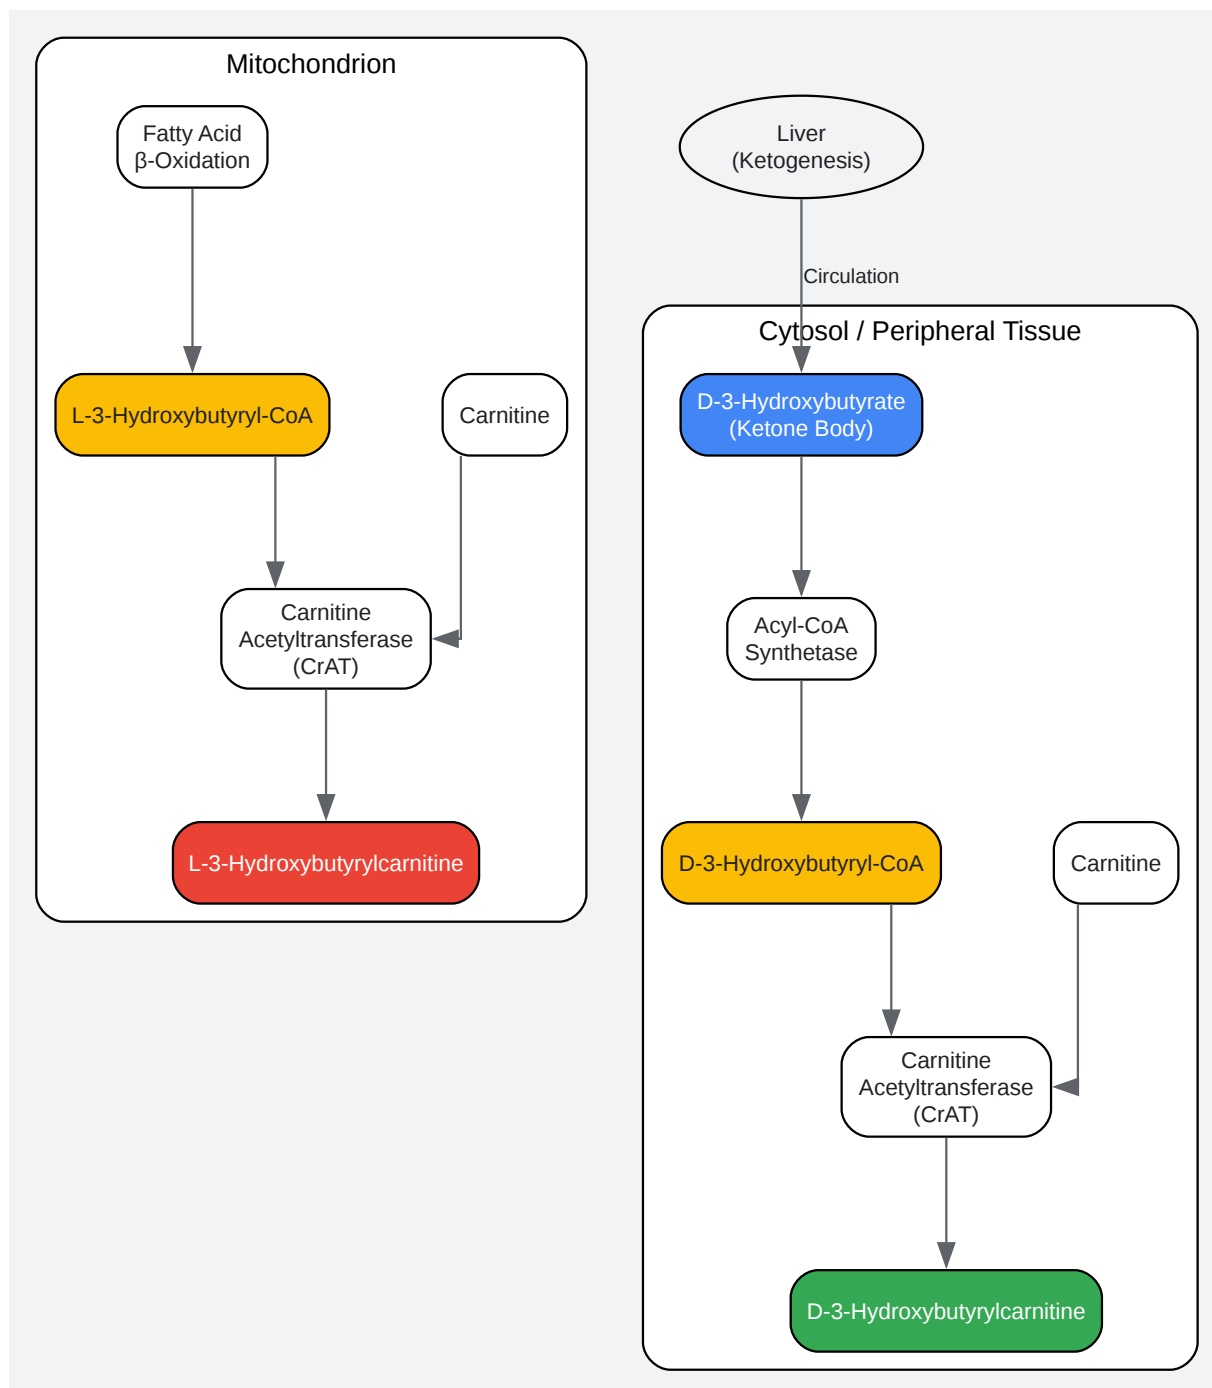 Mitochondrion
Fatty Acid
β-Oxidation
L-3-Hydroxybutyryl-CoA
Carnitine
Carnitine
Acetyltransferase
(CrAT)
L-3-Hydroxybutyrylcarnitine
Liver
(Ketogenesis)
Circulation
Cytosol / Peripheral Tissue
D-3-Hydroxybutyrate
(Ketone Body)
Acyl-CoA
Synthetase
D-3-Hydroxybutyryl-CoA
Carnitine
Carnitine
Acetyltransferase
(CrAT)
D-3-Hydroxybutyrylcarnitine